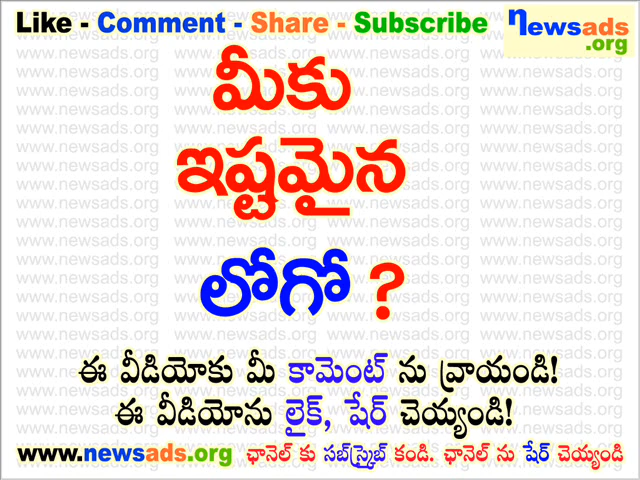 Like - Comment - Share - Subscribe
newsads
.org
మీకు
ఇష్టమైన
లోగో ?
ఈ వీడియోకు మీ కామెంట్ ను వ్రాయండి!
ఈ వీడియోను లైక్, షేర్ చెయ్యండి!
www.newsads.org ఛానెల్ కు సబ్‌స్క్రైబ్ కండి. ఛానెల్ ను షేర్ చెయ్యండి